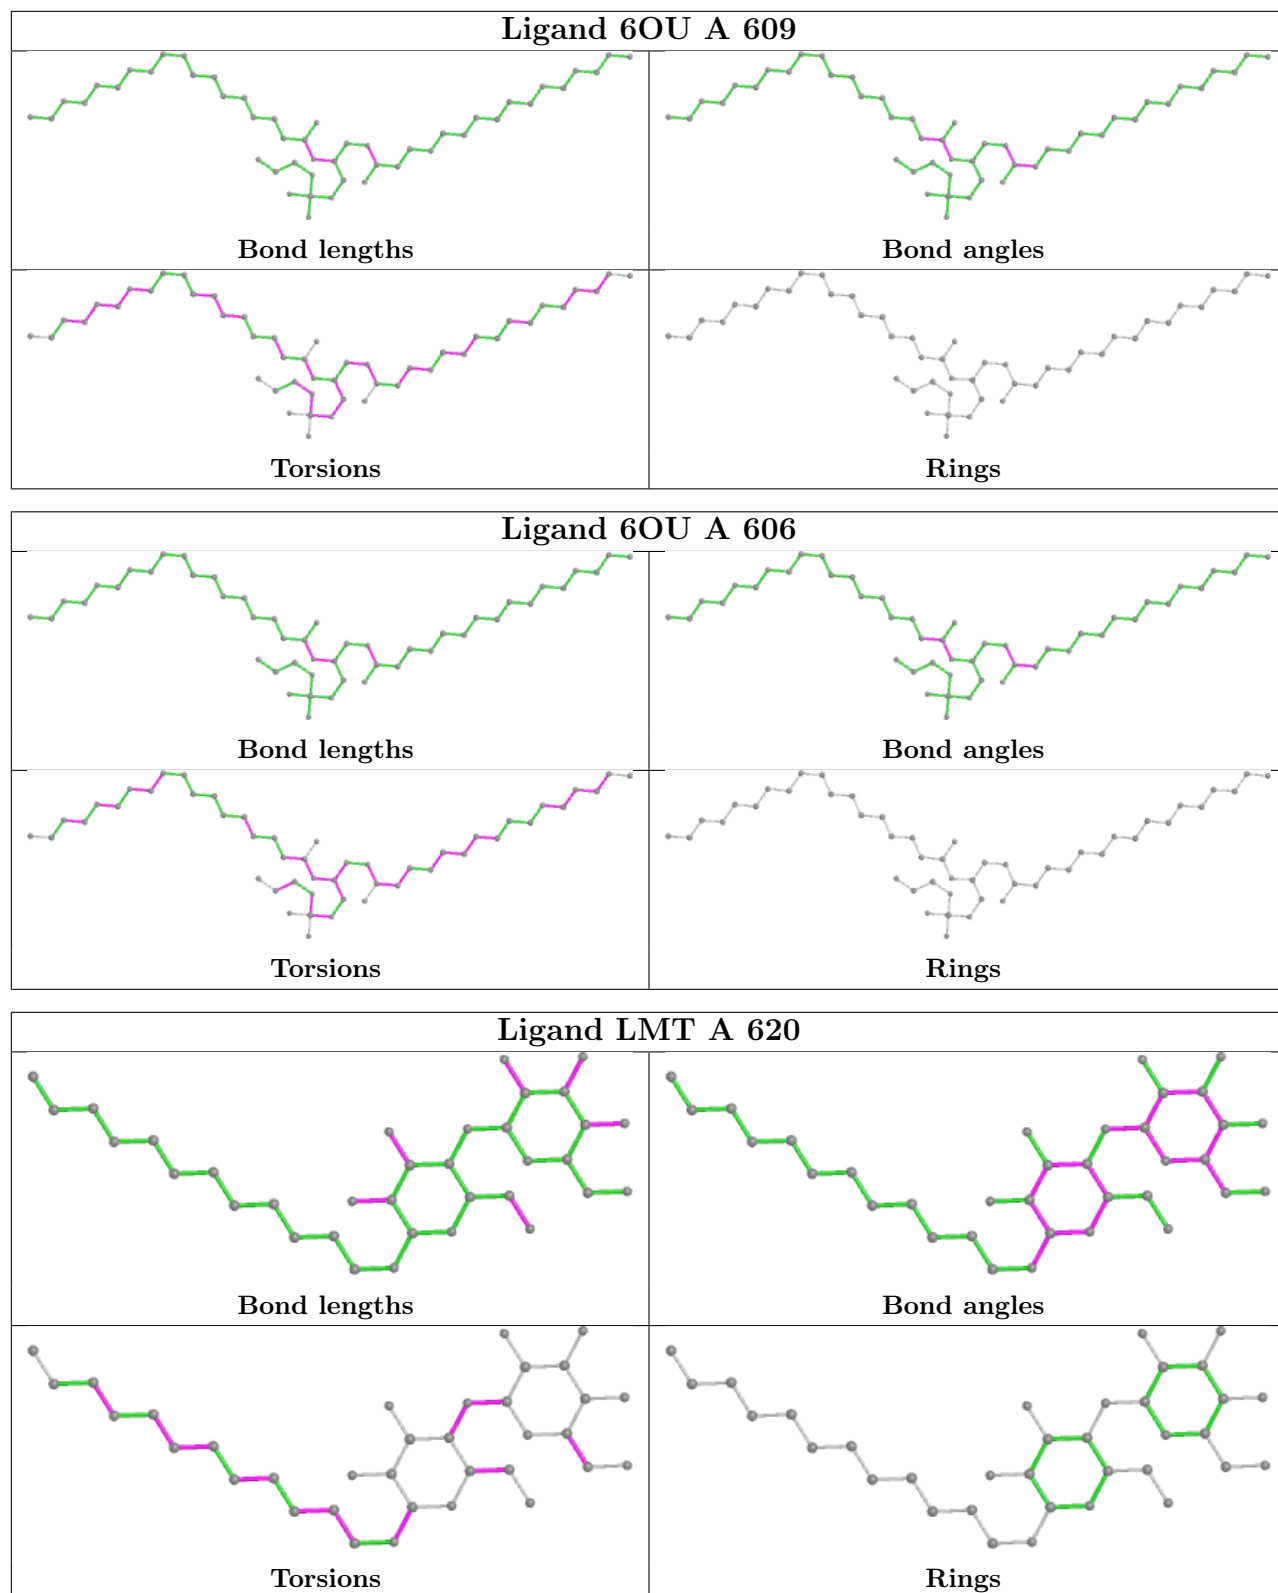 Ligand 6OU A 609
Bond lengths
Bond angles
Torsions
Rings
Ligand 6OU A 606
Bond lengths
Bond angles
Torsions
Rings
Ligand LMT A 620
Bond lengths
Bond angles
Torsions
Rings